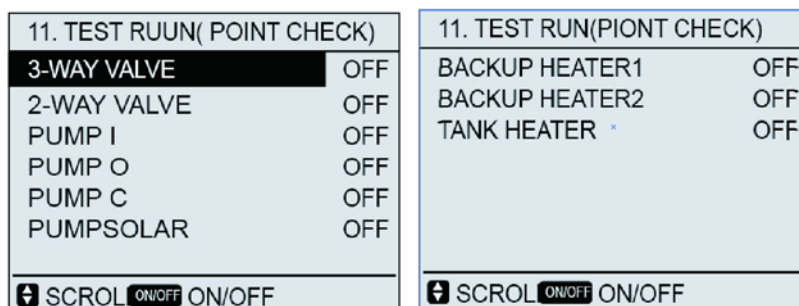 11. TEST RUUN( POINT CHECK)
3-WAY VALVE OFF
2-WAY VALVE OFF
PUMP I OFF
PUMP O OFF
PUMP C OFF
PUMPSOLAR OFF
SCROL ON/OFF ON/OFF
11. TEST RUN(PIONT CHECK)
BACKUP HEATER1 OFF
BACKUP HEATER2 OFF
TANK HEATER × OFF
SCROL ON/OFF ON/OFF